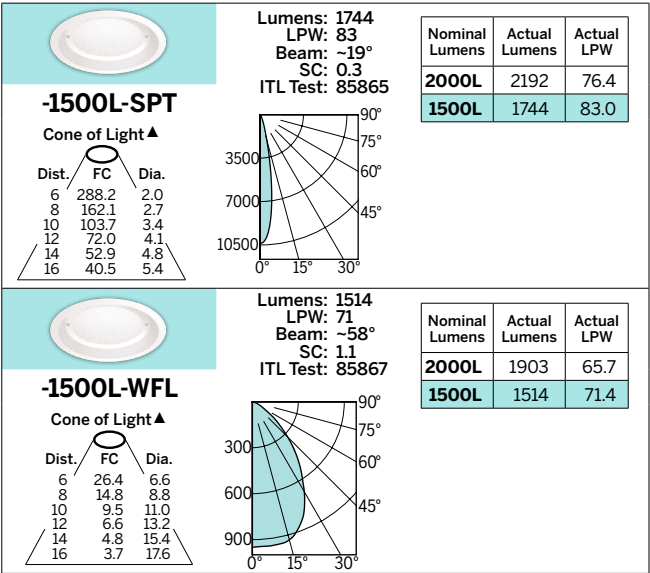 -1500L-SPT
Cone of Light▲
Dist. FC Dia.
6 288.2 2.0
8 162.1 2.7
10 103.7 3.4
12 72.0 4.1
14 52.9 4.8
16 40.5 5.4
Lumens: 1744
LPW: 83
Beam: ~19°
SC: 0.3
ITL Test: 85865
90°
75°
60°
45°
3500
7000
10500
0° 15° 30°
Nominal Actual Actual
Lumens Lumens LPW
2000L 2192 76.4
1500L 1744 83.0
-1500L-WFL
Cone of Light▲
Dist. FC Dia.
6 26.4 6.6
8 14.8 8.8
10 9.5 11.0
12 6.6 13.2
14 4.8 15.4
16 3.7 17.6
Lumens: 1514
LPW: 71
Beam: ~58°
SC: 1.1
ITL Test: 85867
90°
75°
60°
45°
300
600
900
0° 15° 30°
Nominal Actual Actual
Lumens Lumens LPW
2000L 1903 65.7
1500L 1514 71.4